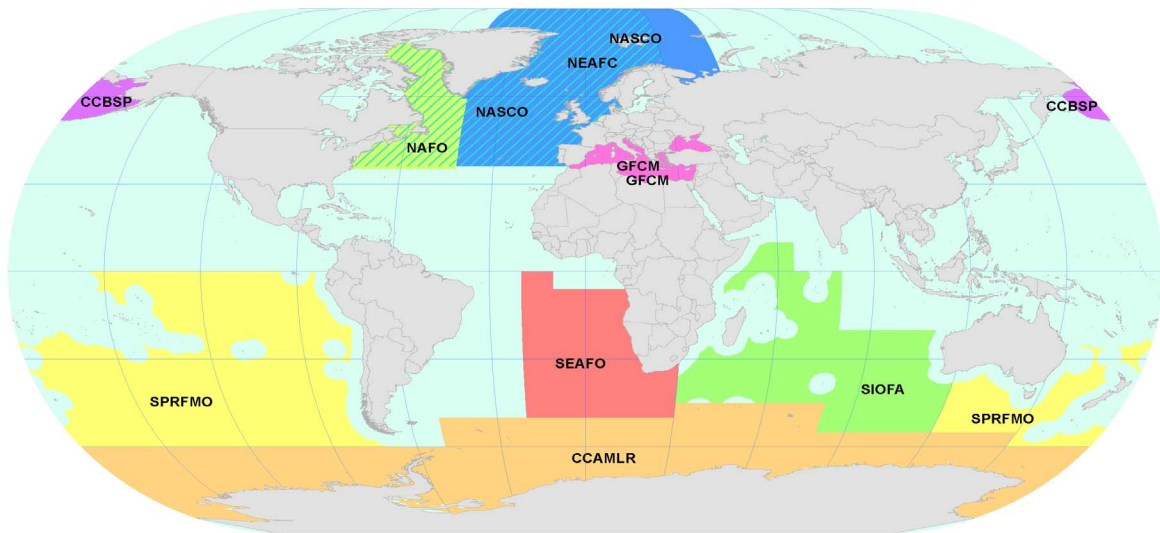 NASCO
NEAFC
CCBSP
NASCO
CCBSP
NAFO
GFCM
GFCM
SEAFO
SIOFA
SPRFMO
SPRFMO
CCAMLR